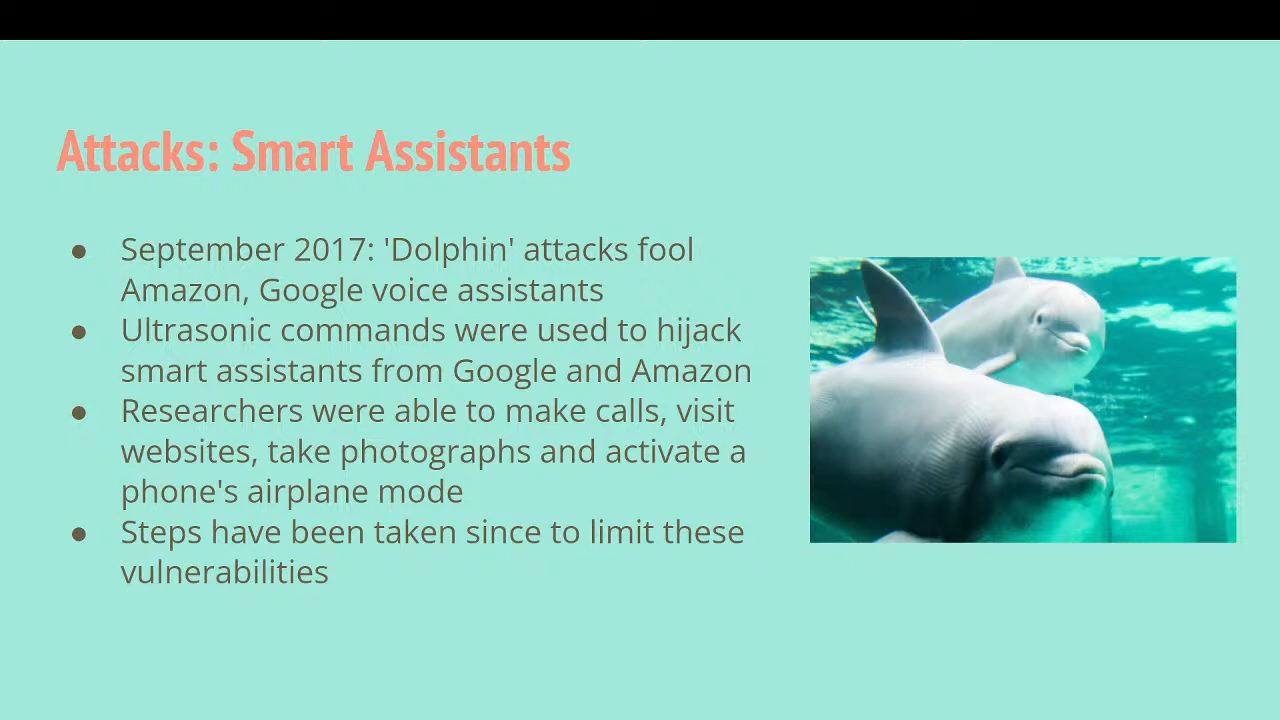 Attacks: Smart Assistants
● September 2017: 'Dolphin' attacks fool
Amazon, Google voice assistants
● Ultrasonic commands were used to hijack
smart assistants from Google and Amazon
● Researchers were able to make calls, visit
websites, take photographs and activate a
phone's airplane mode
● Steps have been taken since to limit these
vulnerabilities